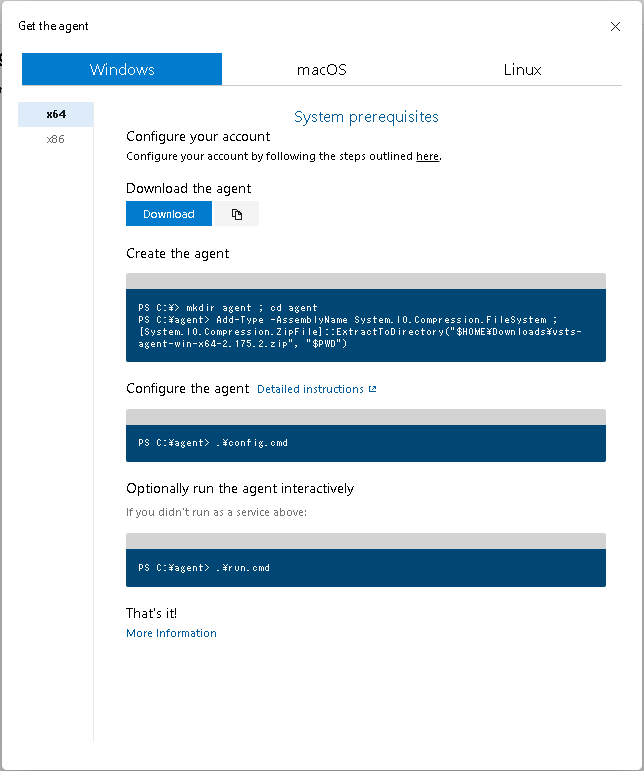 Get the agent
Windows
macOS
Linux
x64
x86
System prerequisites
Configure your account
Configure your account by following the steps outlined here.
Download the agent
Download
Create the agent
PS C:¥> mkdir agent ; cd agent
PS C:¥agent> Add-Type -AssemblyName System.IO.Compression.FileSystem ;
[System.IO.Compression.ZipFile]::ExtractToDirectory("$HOME¥Downloads¥vsts-
agent-win-x64-2.175.2.zip", "$PWD")
Configure the agent Detailed instructions
PS C:¥agent> .¥config.cmd
Optionally run the agent interactively
If you didn't run as a service above:
PS C:¥agent> .¥run.cmd
That's it!
More Information